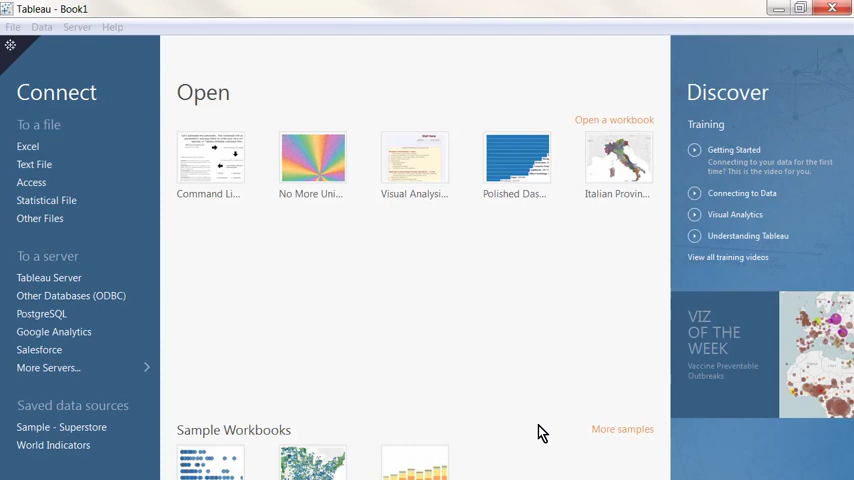 Tableau - Book1
File Data Server Help
Connect
To a file
Excel
Text File
Access
Statistical File
Other Files
To a server
Tableau Server
Other Databases (ODBC)
PostgreSQL
Google Analytics
Salesforce
More Servers...
Saved data sources
Sample - Superstore
World Indicators
Open
Open a workbook
Command Li...
No More Uni...
Visual Analysi...
Polished Das...
Italian Provin...
Sample Workbooks
More samples
Discover
Training
Getting Started
Connecting to your data for the first
time? This is the video for you.
Connecting to Data
Visual Analytics
Understanding Tableau
View all training videos
VIZ
OF THE
WEEK
Vaccine Preventable
Outbreaks